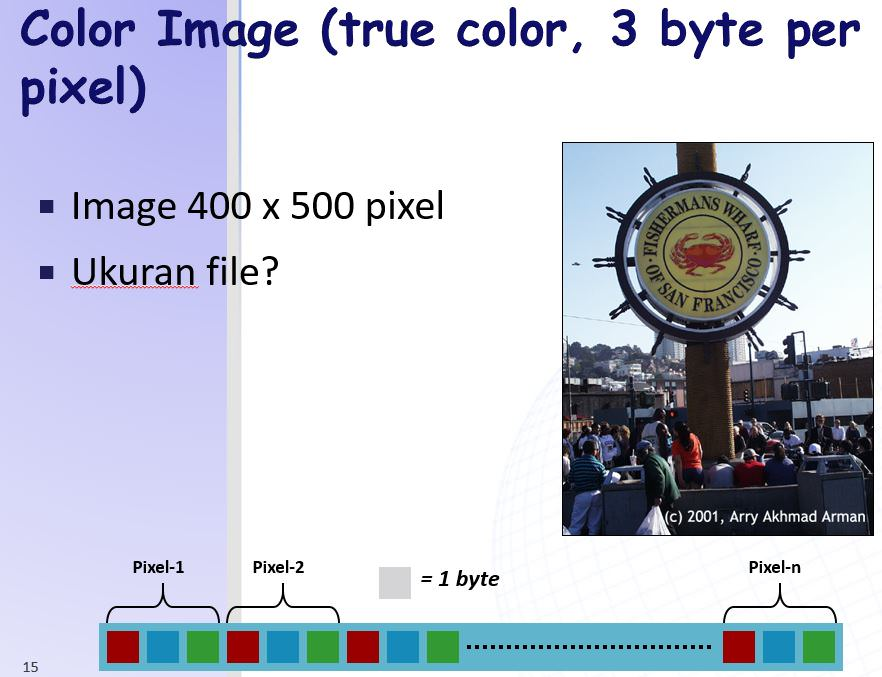 Color Image (true color, 3 byte per
pixel)
Image 400 x 500 pixel
Ukuran file?
FISHERMANS WHARF
OF SAN FRANCISCO
(c) 2001, Arry Akhmad Arman
Pixel-1
Pixel-2
= 1 byte
Pixel-n
15